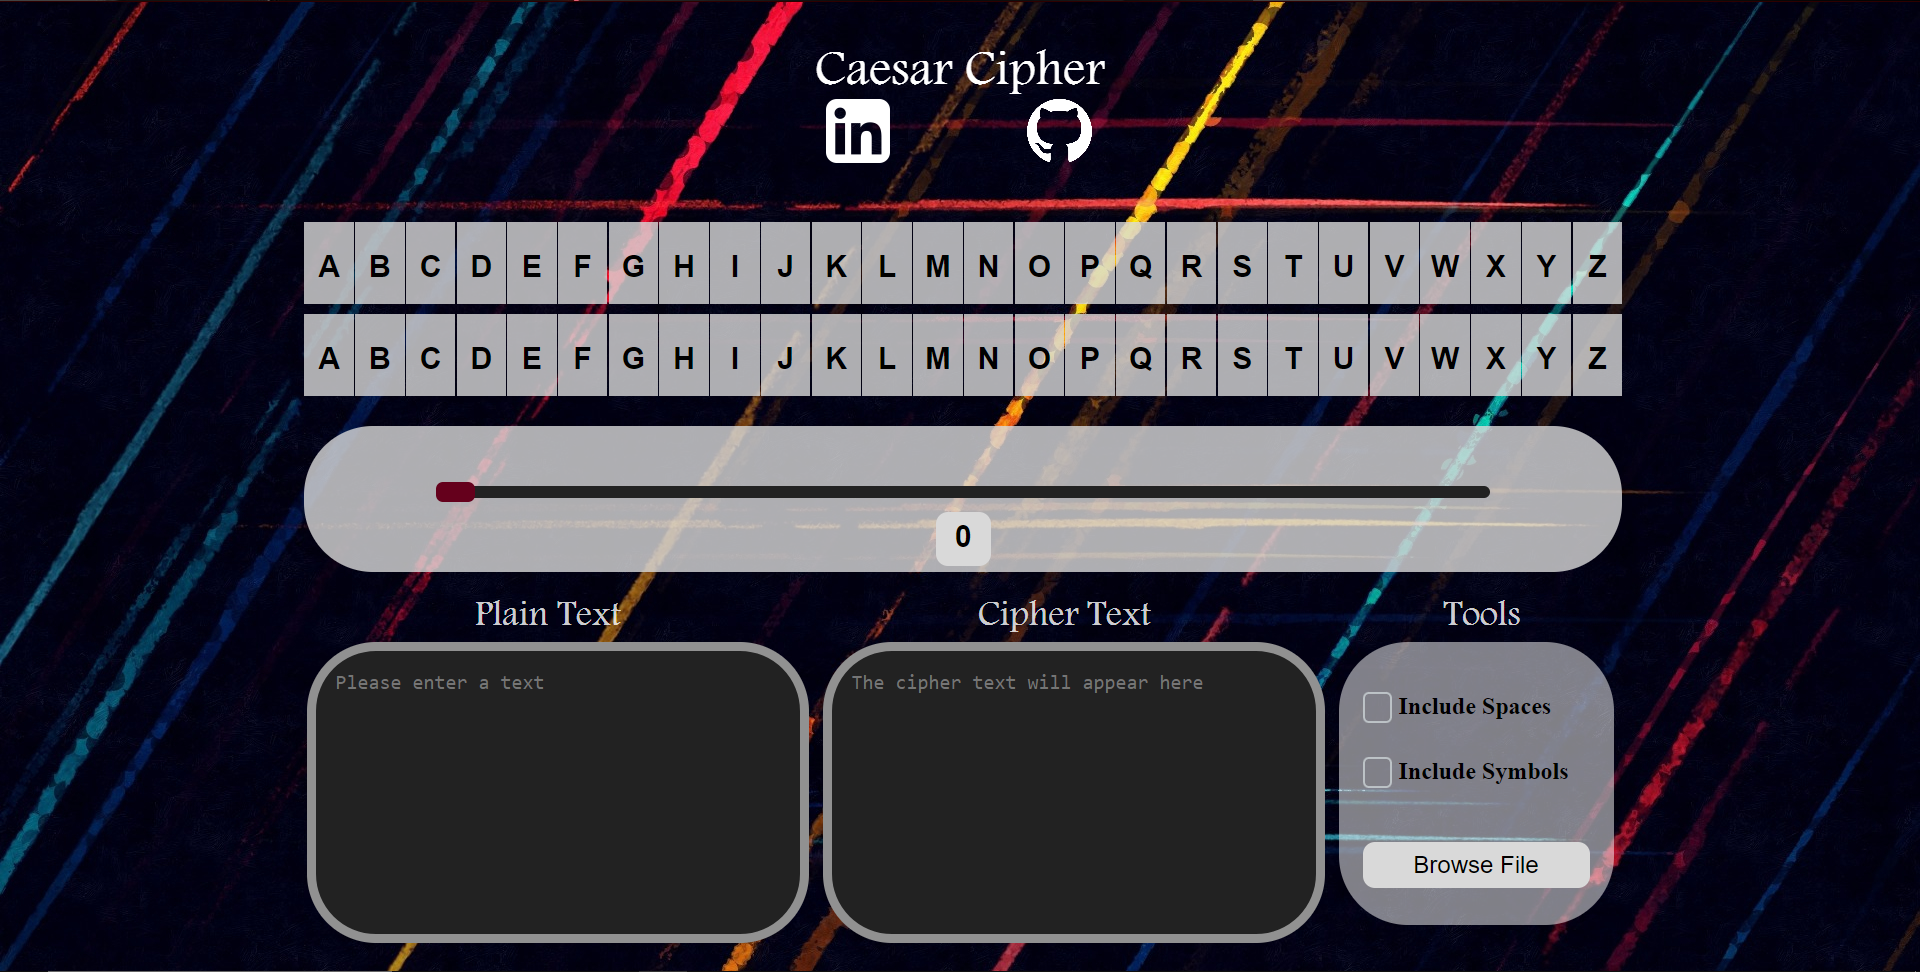 Caesar Cipher
in
A B C D E F G H I J K L M N O P Q R S T U V W X Y Z
A B C D E F G H I J K L M N O P Q R S T U V W X Y Z
0
Plain Text Cipher Text Tools
Please enter a text
The cipher text will appear here
Include Spaces
Include Symbols
Browse File